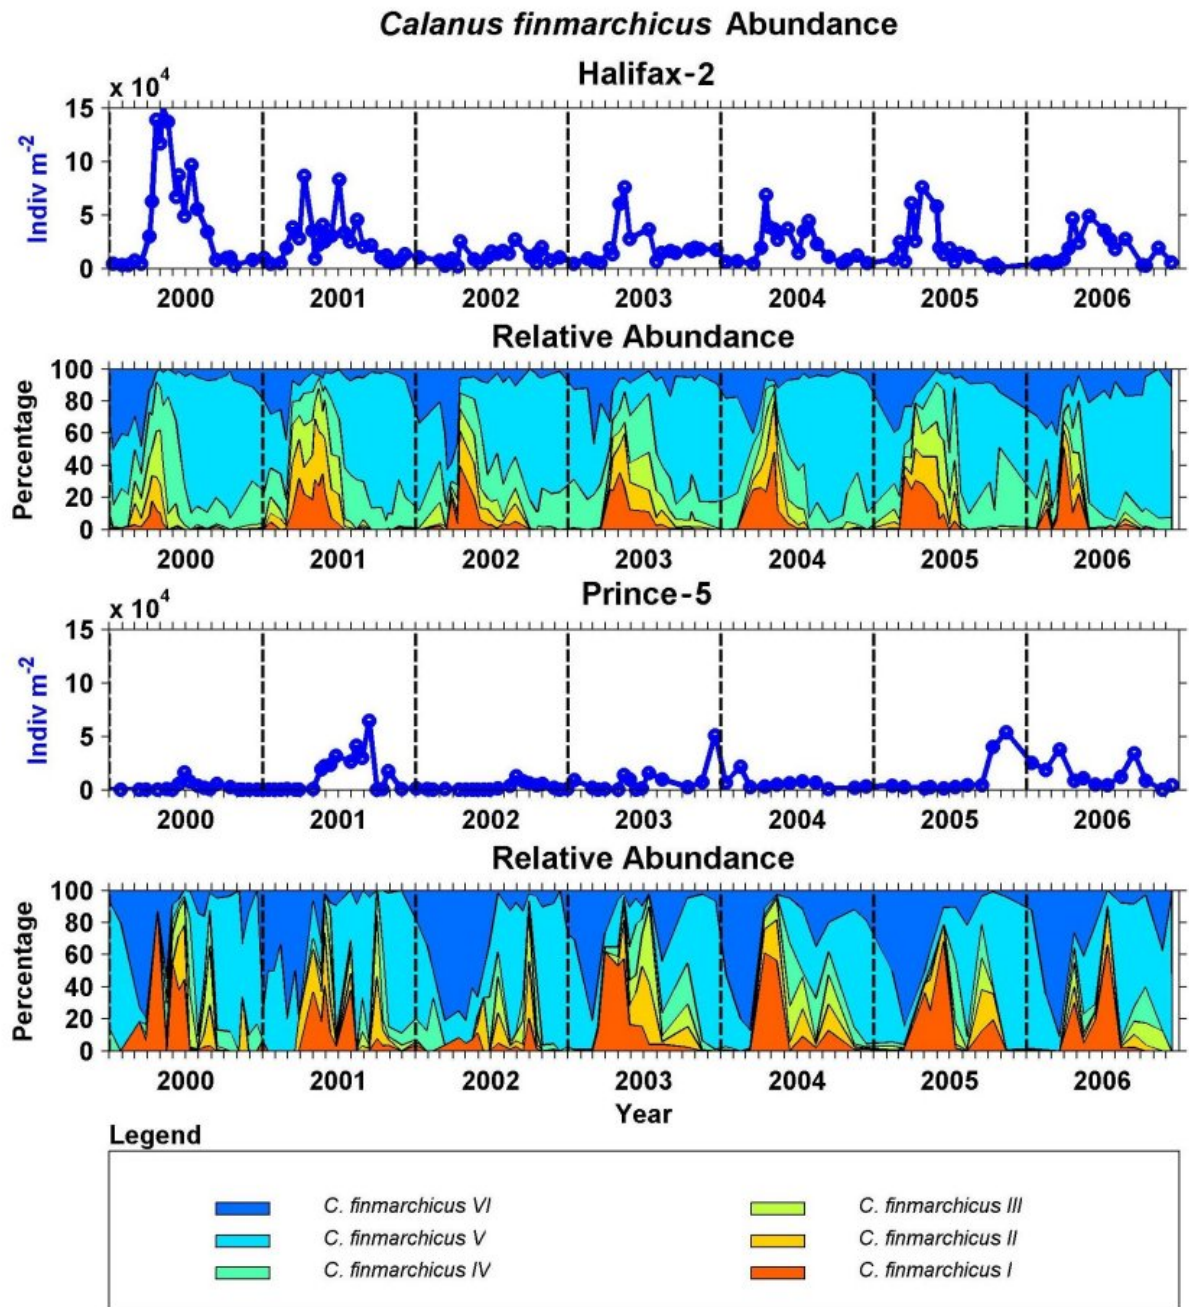 Calanus finmarchicus Abundance
Halifax-2
x 10⁴
15
10
5
0
Indiv m⁻²
2000 2001 2002 2003 2004 2005 2006
Relative Abundance
100
80
60
40
20
0
Percentage
2000 2001 2002 2003 2004 2005 2006
Prince-5
x 10⁴
15
10
5
0
Indiv m⁻²
2000 2001 2002 2003 2004 2005 2006
Relative Abundance
100
80
60
40
20
0
Percentage
2000 2001 2002 2003 2004 2005 2006
Year
Legend
C. finmarchicus VI C. finmarchicus III
C. finmarchicus V C. finmarchicus II
C. finmarchicus IV C. finmarchicus I